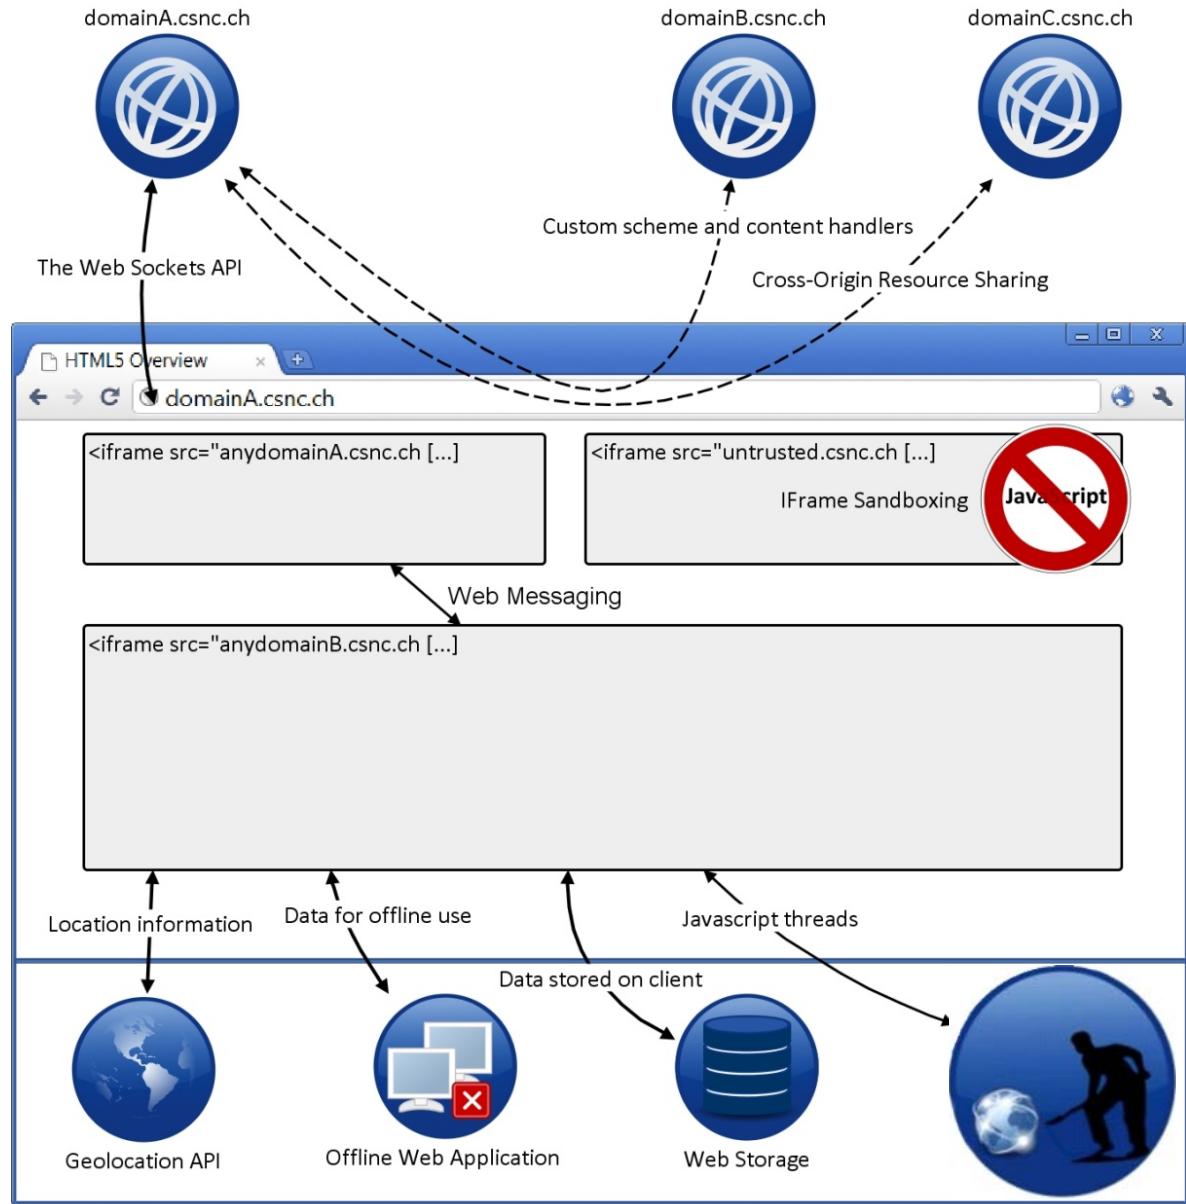 domainA.csnc.ch
domainB.csnc.ch
domainC.csnc.ch
Custom scheme and content handlers
The Web Sockets API
Cross-Origin Resource Sharing
HTML5 Overview
domainA.csnc.ch
<iframe src="anydomainA.csnc.ch [...]
<iframe src="untrusted.csnc.ch [...]
IFrame Sandboxing
JavaScript
Web Messaging
<iframe src="anydomainB.csnc.ch [...]
Location information
Data for offline use
Javascript threads
Data stored on client
Geolocation API
Offline Web Application
Web Storage